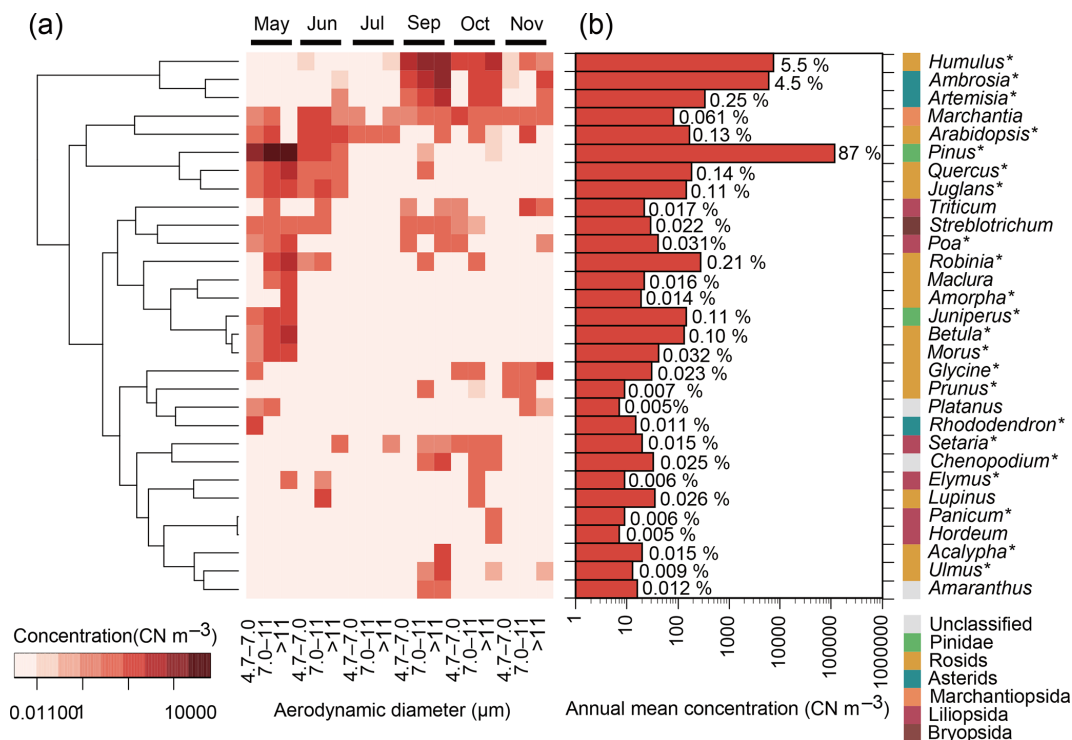 (a)
May Jun Jul Sep Oct Nov
(b)
5.5 % Humulus*
4.5 % Ambrosia*
0.25 % Artemisia*
0.061 % Marchantia
0.13 % Arabidopsis*
87 % Pinus*
0.14 % Quercus*
0.11 % Juglans*
0.017 % Triticum
0.022 % Streblotrichum
0.031% Poa*
0.21 % Robinia*
0.016 % Maclura
0.014 % Amorpha*
0.11 % Juniperus*
0.10 % Betula*
0.032 % Morus*
0.023 % Glycine*
0.007 % Prunus*
0.005% Platanus
0.011 % Rhododendron*
0.015 % Setaria*
0.025 % Chenopodium*
0.006 % Elymus*
0.026 % Lupinus
0.006 % Panicum*
0.005 % Hordeum
0.015 % Acalypha*
0.009 % Ulmus*
0.012 % Amaranthus
4.7–7.0 7.0–11 >11 4.7–7.0 7.0–11 >11 4.7–7.0 7.0–11 >11 4.7–7.0 7.0–11 >11 4.7–7.0 7.0–11 >11 4.7–7.0 7.0–11 >11
Aerodynamic diameter (μm)
1 10 100 1000 10000 100000 1000000
Annual mean concentration (CN m⁻³)
Concentration(CN m⁻³)
0.01 1 100 10000
Unclassified
Pinidae
Rosids
Asterids
Marchantiopsida
Liliopsida
Bryopsida